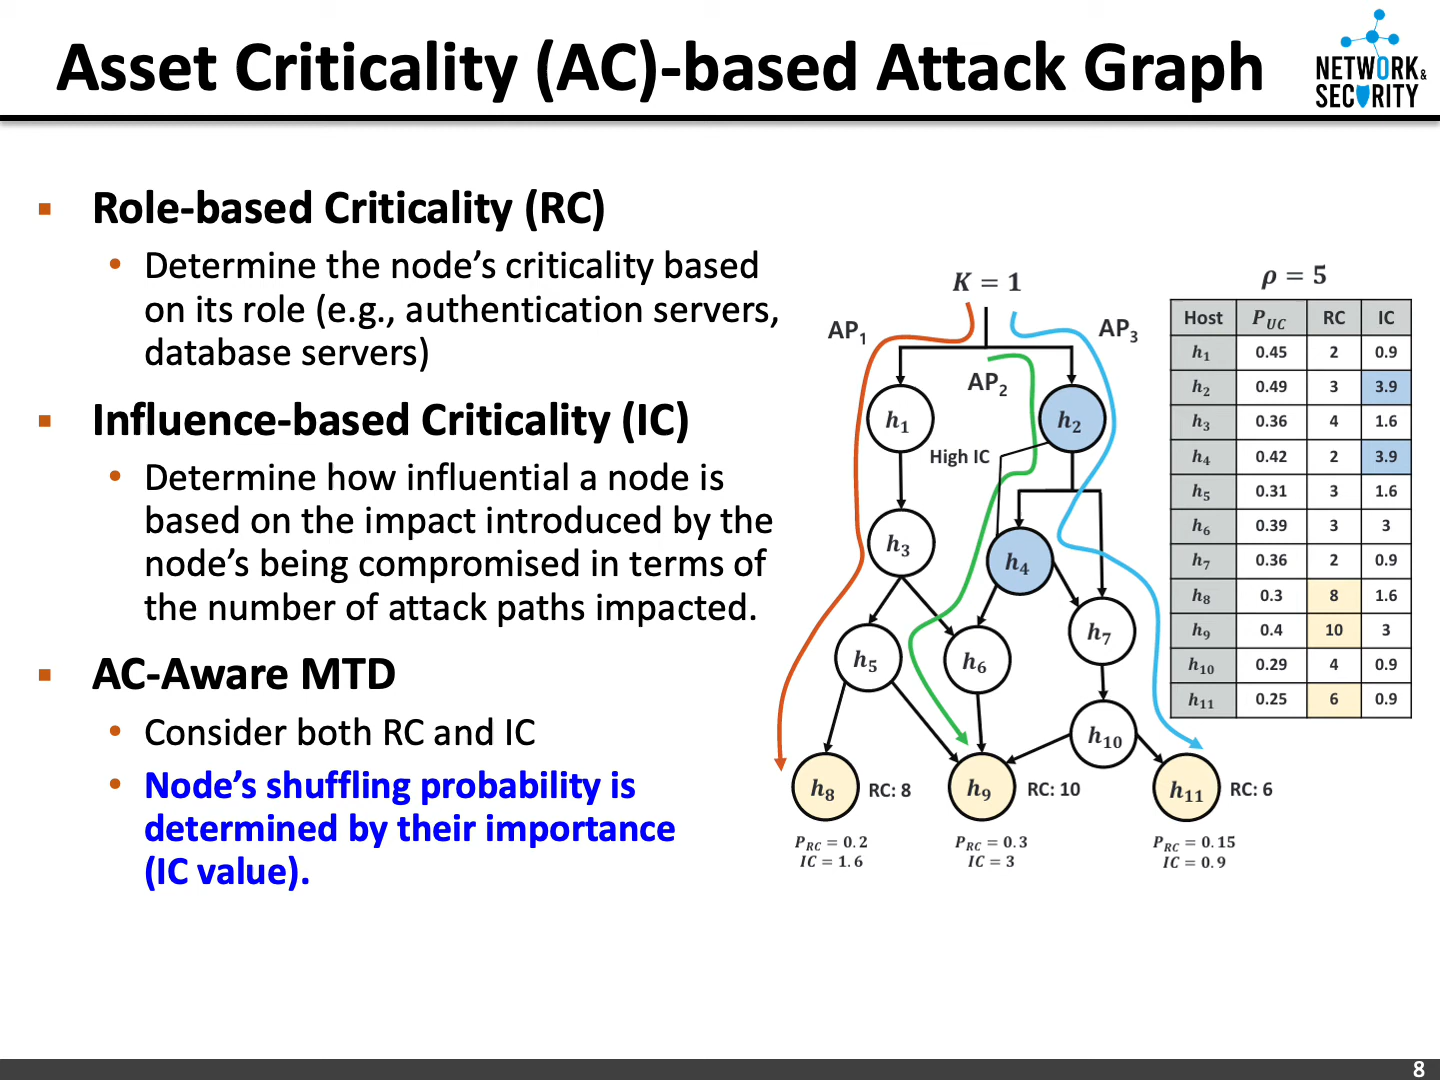 Asset Criticality (AC)-based Attack Graph
NETWORK&
SECURITY
▪ Role-based Criticality (RC)
• Determine the node’s criticality based
on its role (e.g., authentication servers,
database servers)
▪ Influence-based Criticality (IC)
• Determine how influential a node is
based on the impact introduced by the
node’s being compromised in terms of
the number of attack paths impacted.
▪ AC-Aware MTD
• Consider both RC and IC
• Node’s shuffling probability is
determined by their importance
(IC value).
K = 1
AP₁
AP₂
AP₃
h₁
h₂
High IC
h₃
h₄
h₅
h₆
h₇
h₁₀
h₈ RC: 8
h₉ RC: 10
h₁₁ RC: 6
P_RC = 0.2
IC = 1.6
P_RC = 0.3
IC = 3
P_RC = 0.15
IC = 0.9
ρ = 5
Host P_UC RC IC
h₁ 0.45 2 0.9
h₂ 0.49 3 3.9
h₃ 0.36 4 1.6
h₄ 0.42 2 3.9
h₅ 0.31 3 1.6
h₆ 0.39 3 3
h₇ 0.36 2 0.9
h₈ 0.3 8 1.6
h₉ 0.4 10 3
h₁₀ 0.29 4 0.9
h₁₁ 0.25 6 0.9
8